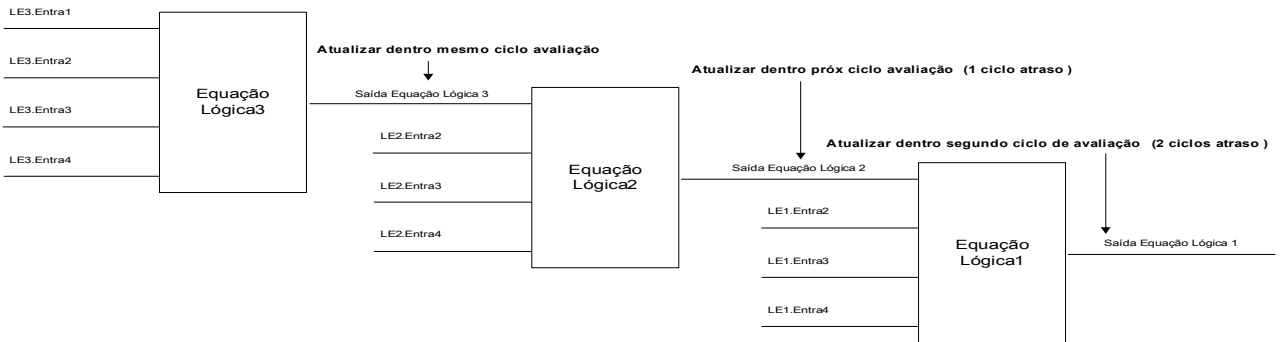 LE3.Entra1
LE3.Entra2
LE3.Entra3
LE3.Entra4
Equação
Lógica3
Atualizar dentro mesmo ciclo avaliação
Saída Equação Lógica 3
LE2.Entra2
LE2.Entra3
LE2.Entra4
Equação
Lógica2
Atualizar dentro próx ciclo avaliação (1 ciclo atraso )
Saída Equação Lógica 2
LE1.Entra2
LE1.Entra3
LE1.Entra4
Equação
Lógica1
Atualizar dentro segundo ciclo de avaliação (2 ciclos atraso )
Saída Equação Lógica 1